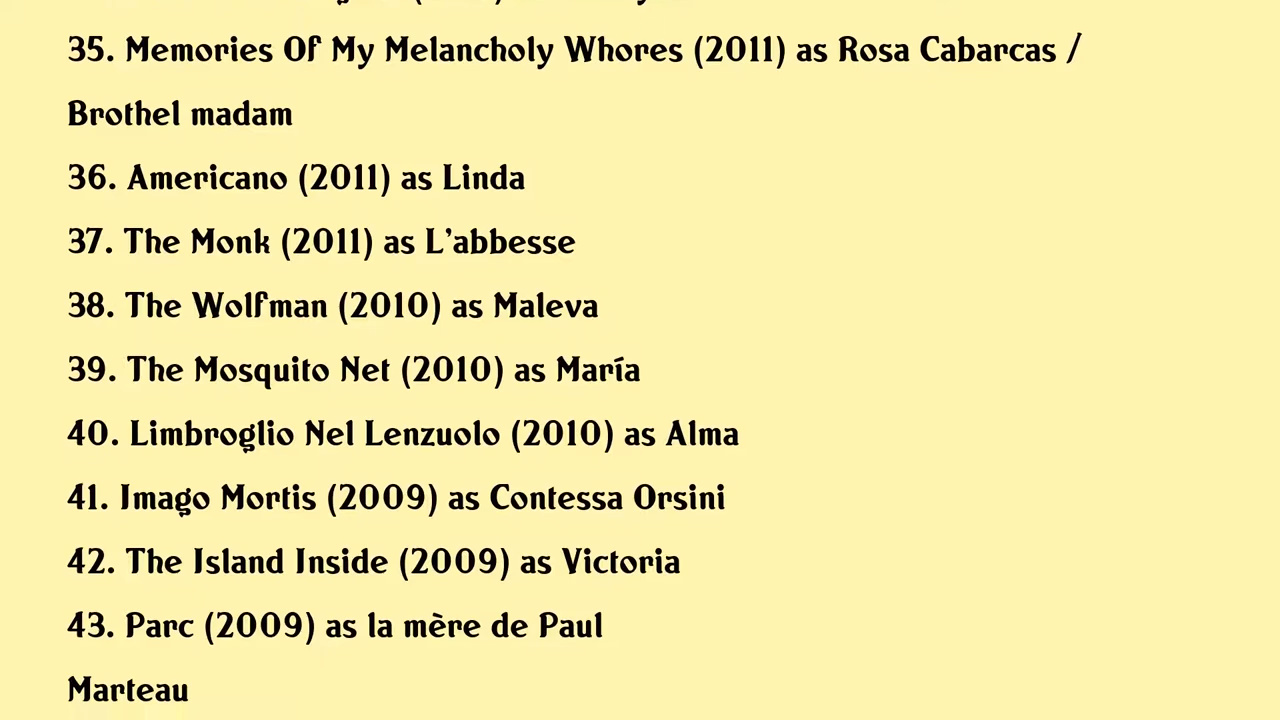 35. Memories Of My Melancholy Whores (2011) as Rosa Cabarcas /
Brothel madam
36. Americano (2011) as Linda
37. The Monk (2011) as L'abbesse
38. The Wolfman (2010) as Maleva
39. The Mosquito Net (2010) as María
40. Limbroglio Nel Lenzuolo (2010) as Alma
41. Imago Mortis (2009) as Contessa Orsini
42. The Island Inside (2009) as Victoria
43. Parc (2009) as la mère de Paul
Marteau